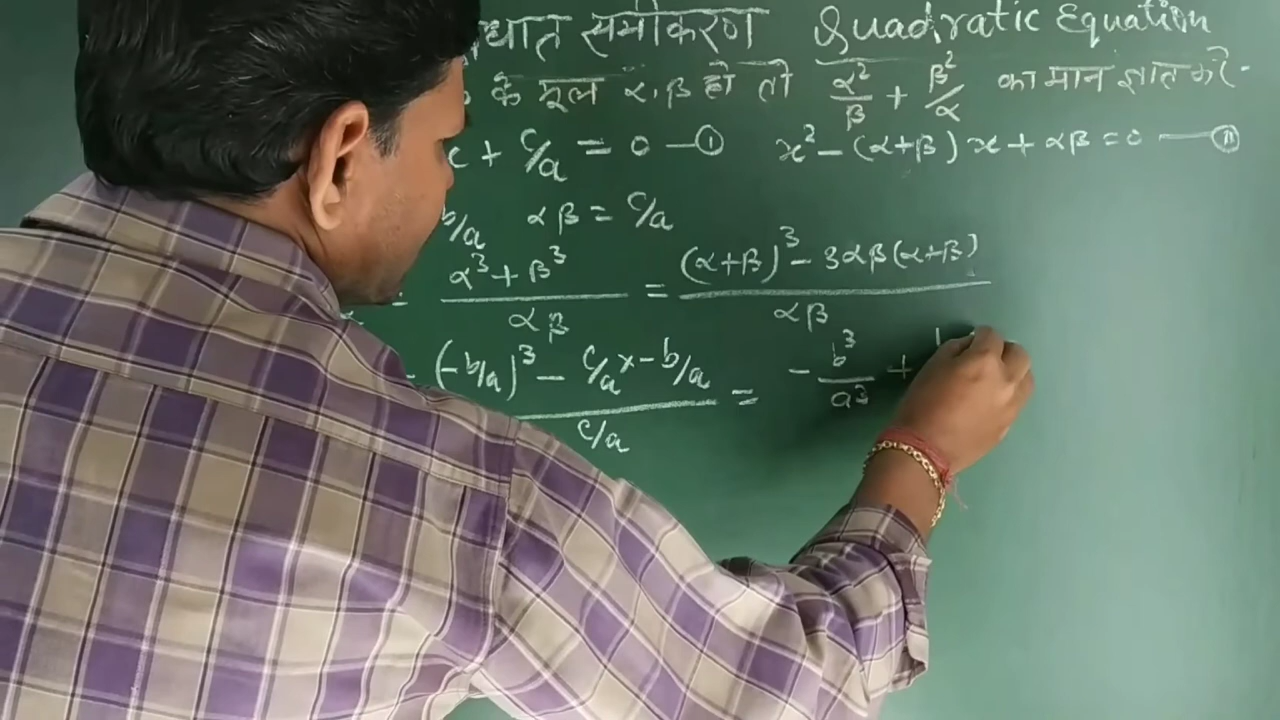 समीकरण Quadratic Equation
के मूल α, β हो तो α²/β + β²/α का मान ज्ञात करें.
+ c/a = 0 —① x² - (α+β)x + αβ = 0 —⑪
b/a αβ = c/a
= α³ + β³/αβ = (α+β)³ - 3αβ(α+β)/αβ
(-b/a)³ - c/a × -b/a/c/a = - b³/a³ +